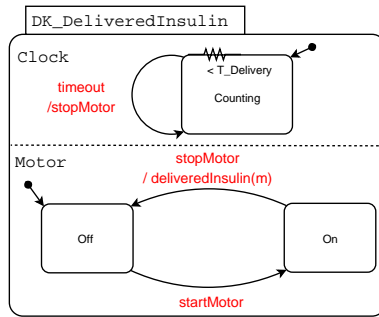 DK_DeliveredInsulin
Clock
< T_Delivery
timeout
/stopMotor
Counting
Motor
stopMotor
/ deliveredInsulin(m)
Off
On
startMotor